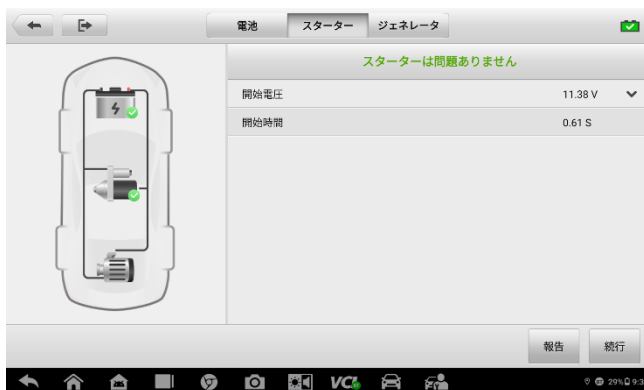 電池 スターター ジェネレータ
スターターは問題ありません
開始電圧 11.38 V
開始時間 0.61 S
報告 続行
VCI 29%